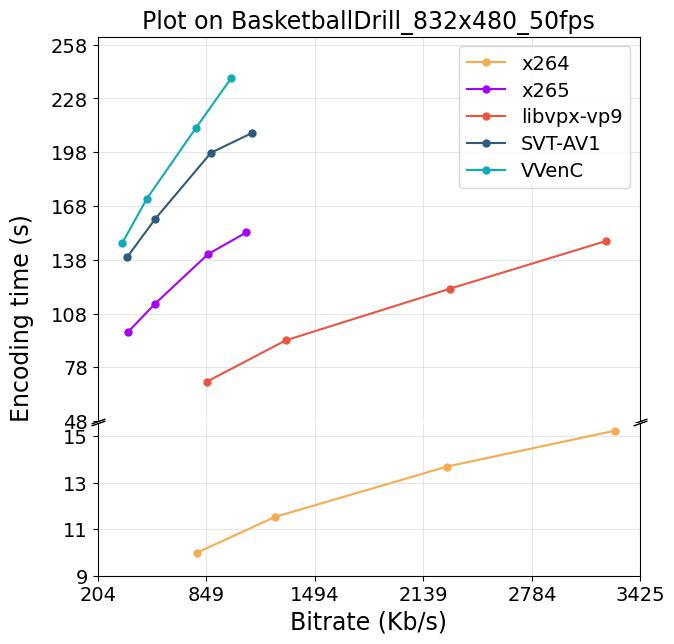 Plot on BasketballDrill_832x480_50fps
x264
x265
libvpx-vp9
SVT-AV1
VVenC
Encoding time (s)
258
228
198
168
138
108
78
48
15
13
11
9
204 849 1494 2139 2784 3425
Bitrate (Kb/s)